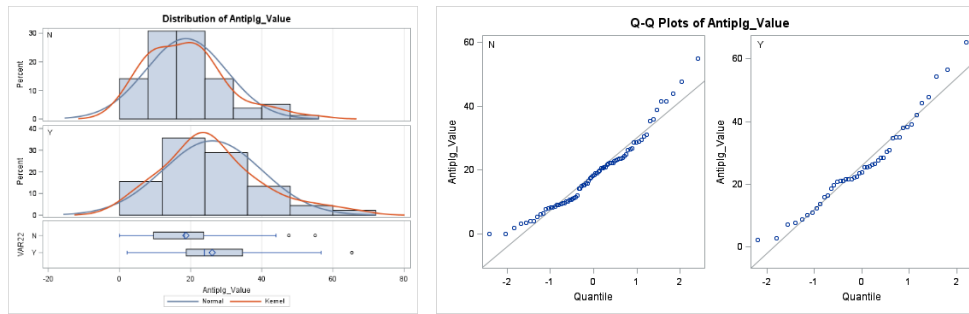 Distribution of Antiplg_Value
N
30
20
10
0
Percent
Y
40
30
20
10
0
Percent
VAR22
N
Y
-20 0 20 40 60 80
Antiplg_Value
Normal Kernel
Q-Q Plots of Antiplg_Value
N Y
60
40
20
0
Antiplg_Value
-2 -1 0 1 2
Quantile
60
40
20
0
Antiplg_Value
-2 -1 0 1 2
Quantile